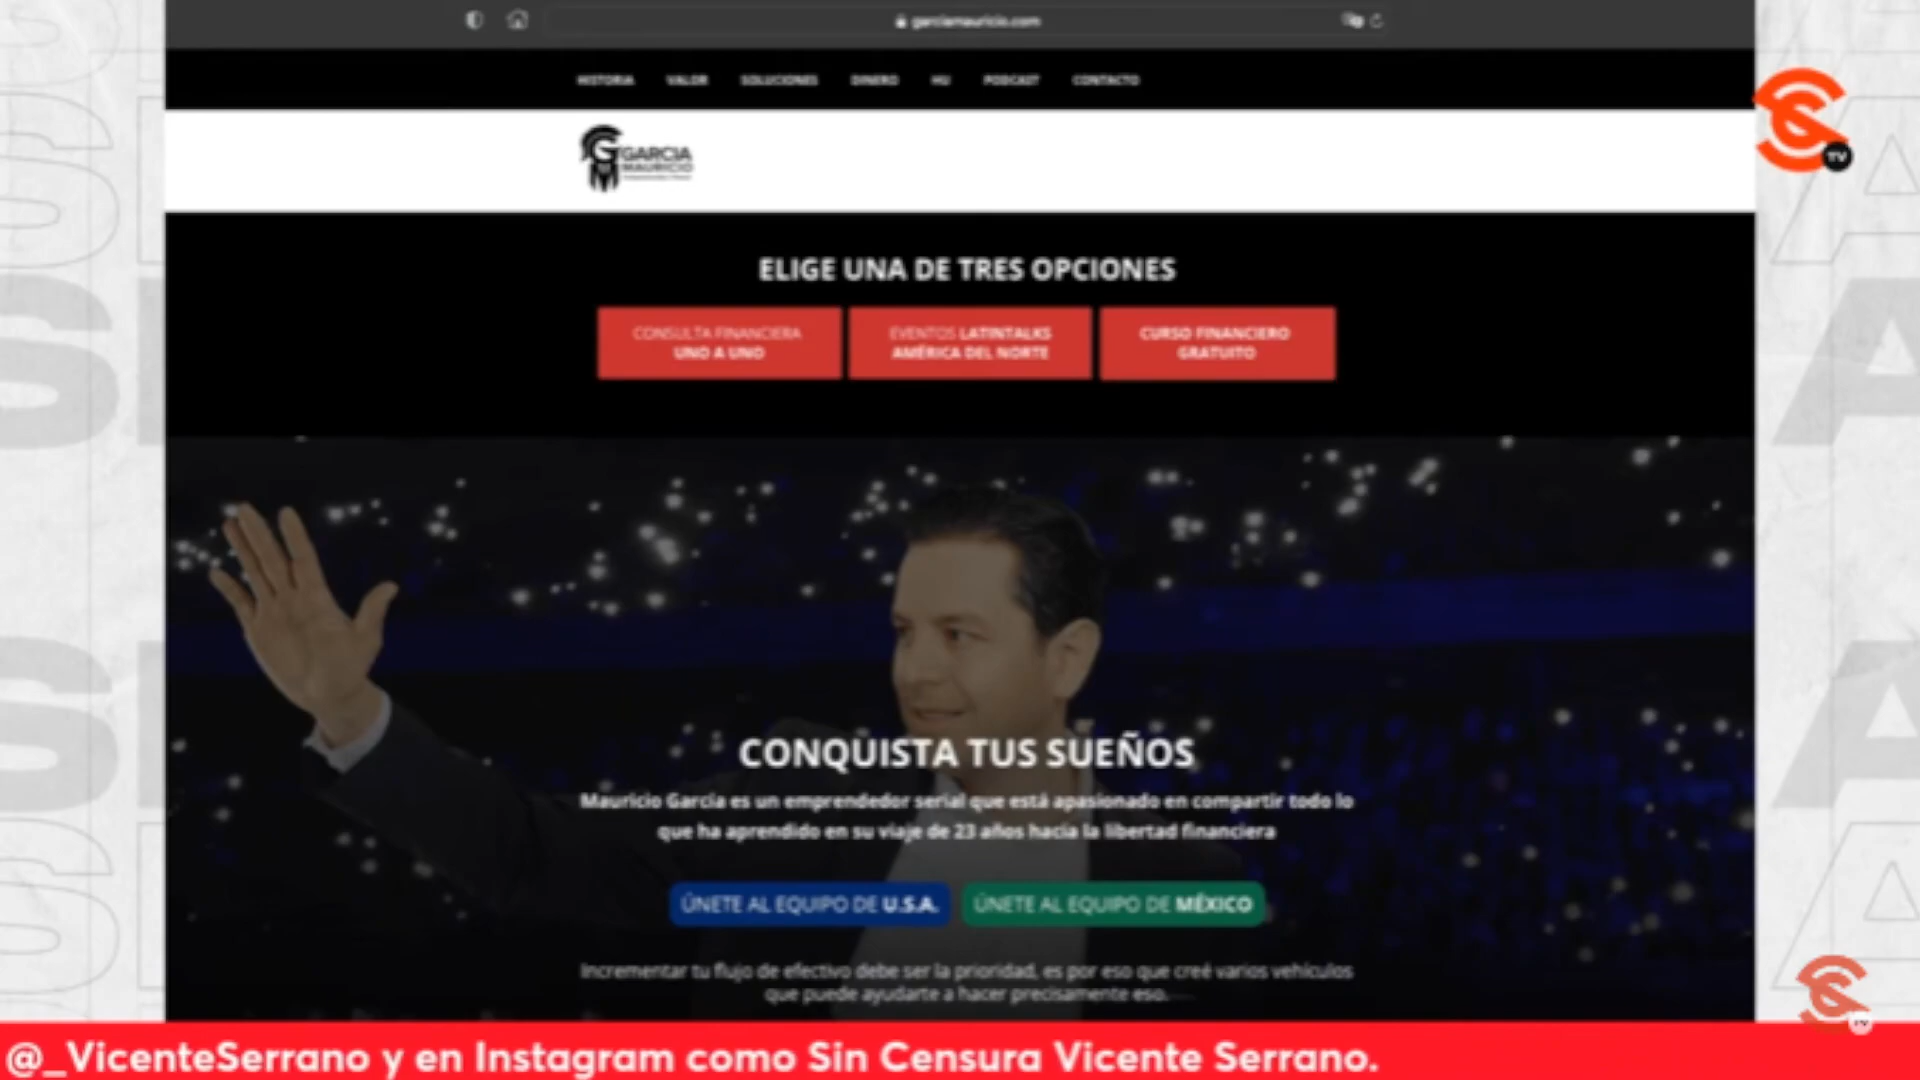 garciamauricio.com
HISTORIA VALOR SOLUCIONES DINERO HU PODCAST CONTACTO
GARCIA
MAURICIO
TV
ELIGE UNA DE TRES OPCIONES
CONSULTA FINANCIERA
UNO A UNO
EVENTOS LATINTALKS
AMÉRICA DEL NORTE
CURSO FINANCIERO
GRATUITO
CONQUISTA TUS SUEÑOS
Mauricio García es un emprendedor serial que está apasionado en compartir todo lo
que ha aprendido en su viaje de 23 años hacia la libertad financiera
ÚNETE AL EQUIPO DE U.S.A.
ÚNETE AL EQUIPO DE MÉXICO
Incrementar tu flujo de efectivo debe ser la prioridad, es por eso que creé varios vehículos
que puede ayudarte a hacer precisamente eso.
TV
@_VicenteSerrano y en Instagram como Sin Censura Vicente Serrano.